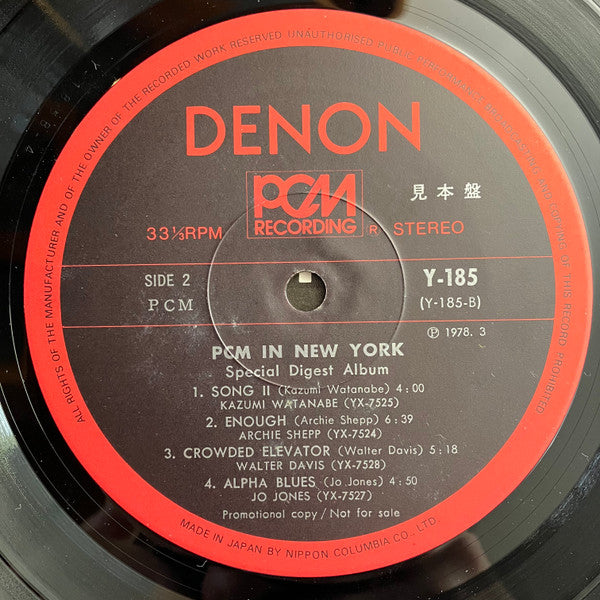 ALL RIGHTS OF THE MANUFACTURER AND OF THE OWNER OF THE RECORDED WORK RESERVED UNAUTHORISED PUBLIC PERFORMANCE BROADCASTING AND COPYING OF THIS RECORD PROHIBITED
DENON
PCM
RECORDING
見本盤
33⅓RPM
R STEREO
SIDE 2
Y-185
PCM
(Y-185-B)
Ⓟ 1978. 3
PCM IN NEW YORK
Special Digest Album
1. SONG II (Kazumi Watanabe) 4:00
KAZUMI WATANABE (YX-7525)
2. ENOUGH (Archie Shepp) 6:39
ARCHIE SHEPP (YX-7524)
3. CROWDED ELEVATOR (Walter Davis) 5:18
WALTER DAVIS (YX-7528)
4. ALPHA BLUES (Jo Jones) 4:50
JO JONES (YX-7527)
Promotional copy / Not for sale
MADE IN JAPAN BY NIPPON COLUMBIA CO., LTD.